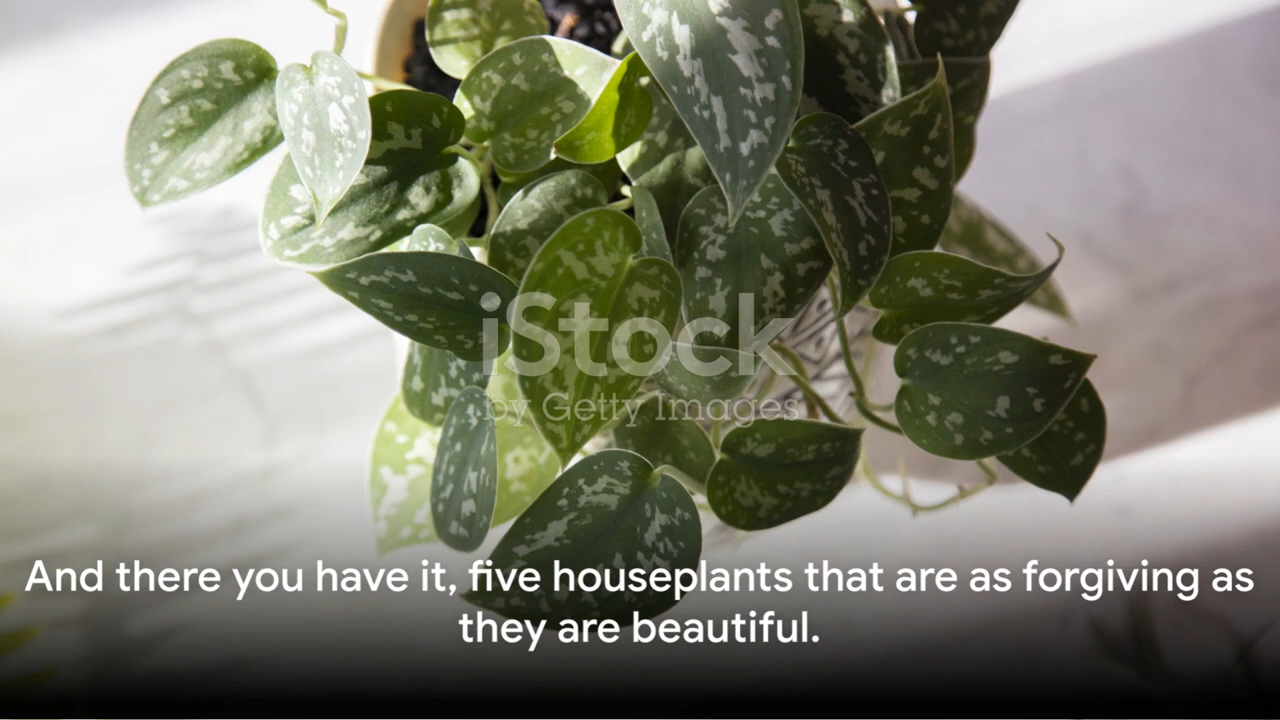 iStock
by Getty Images
And there you have it, five houseplants that are as forgiving as
they are beautiful.